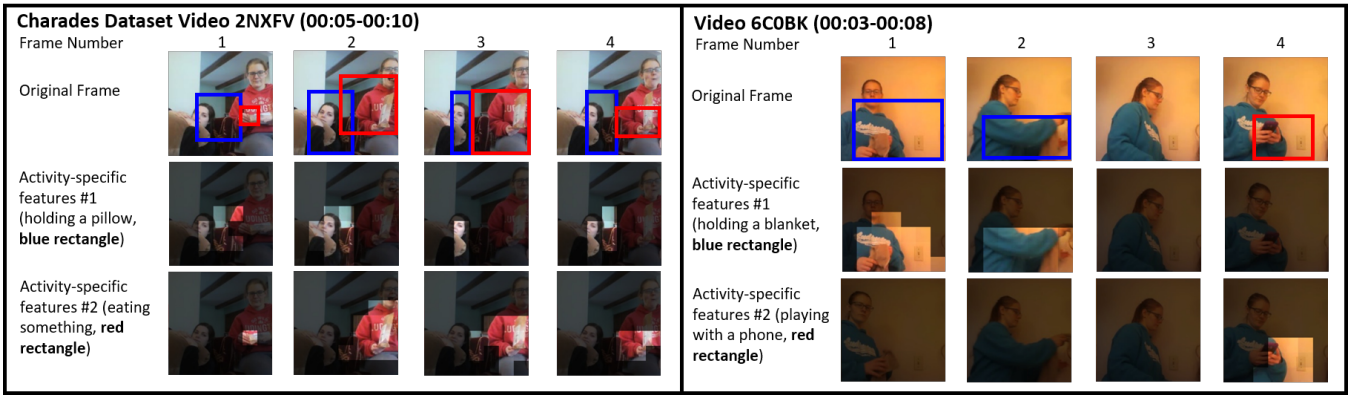 Charades Dataset Video 2NXFV (00:05-00:10)
Frame Number 1 2 3 4
Original Frame
Activity-specific
features #1
(holding a pillow,
blue rectangle)
Activity-specific
features #2 (eating
something, red
rectangle)
Video 6C0BK (00:03-00:08)
Frame Number 1 2 3 4
Original Frame
Activity-specific
features #1
(holding a blanket,
blue rectangle)
Activity-specific
features #2 (playing
with a phone, red
rectangle)